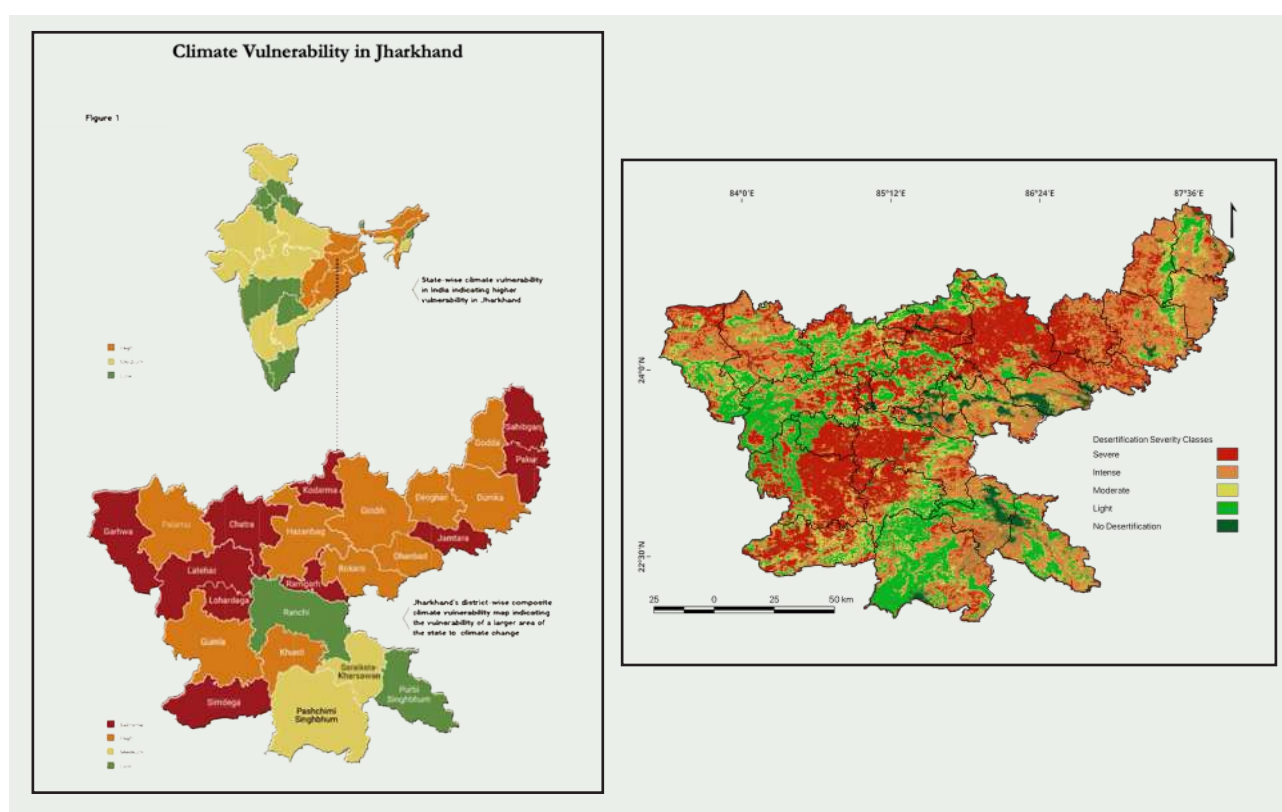 Climate Vulnerability in Jharkhand
Figure 1
State-wise climate vulnerability
in India indicating higher
vulnerability in Jharkhand
Sahibganj
Godda
Pakur
Kodarma
Deoghar
Dumka
Giridih
Garhwa
Palamu
Chatra
Hazaribag
Jamtara
Dhanbad
Latehar
Bokaro
Ramgarh
Lohardaga
Ranchi
Jharkhand's district-wise composite
climate vulnerability map indicating
the vulnerability of a larger area of
the state to climate change
Gumla
Khunti
Saraikela-
Kharsawan
Purbi
Singhbhum
Simdega
Pashchimi
Singhbhum
84°0'E
85°12'E
86°24'E
87°36'E
24°0'N
22°30'N
Desertification Severity Classes
Severe
Intense
Moderate
Light
No Desertification
25 0 25 50 km